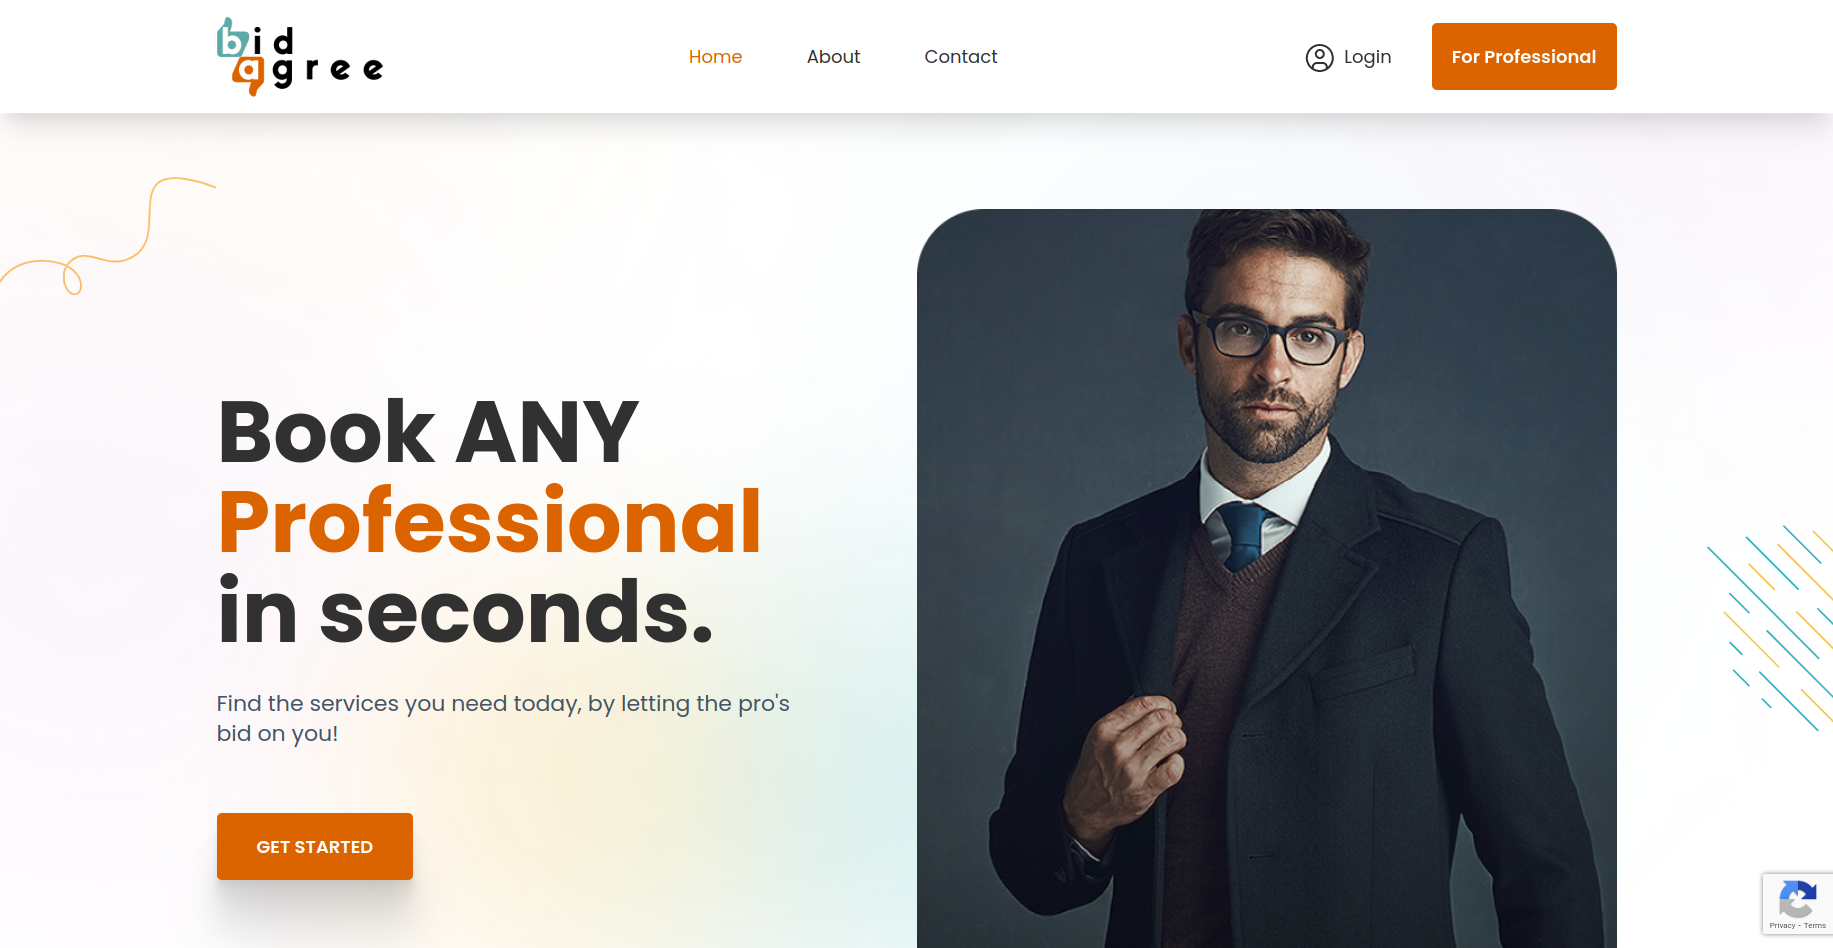 bid
agree
Home
About
Contact
Login
For Professional
Book ANY
Professional
in seconds.
Find the services you need today, by letting the pro's
bid on you!
GET STARTED
Privacy - Terms